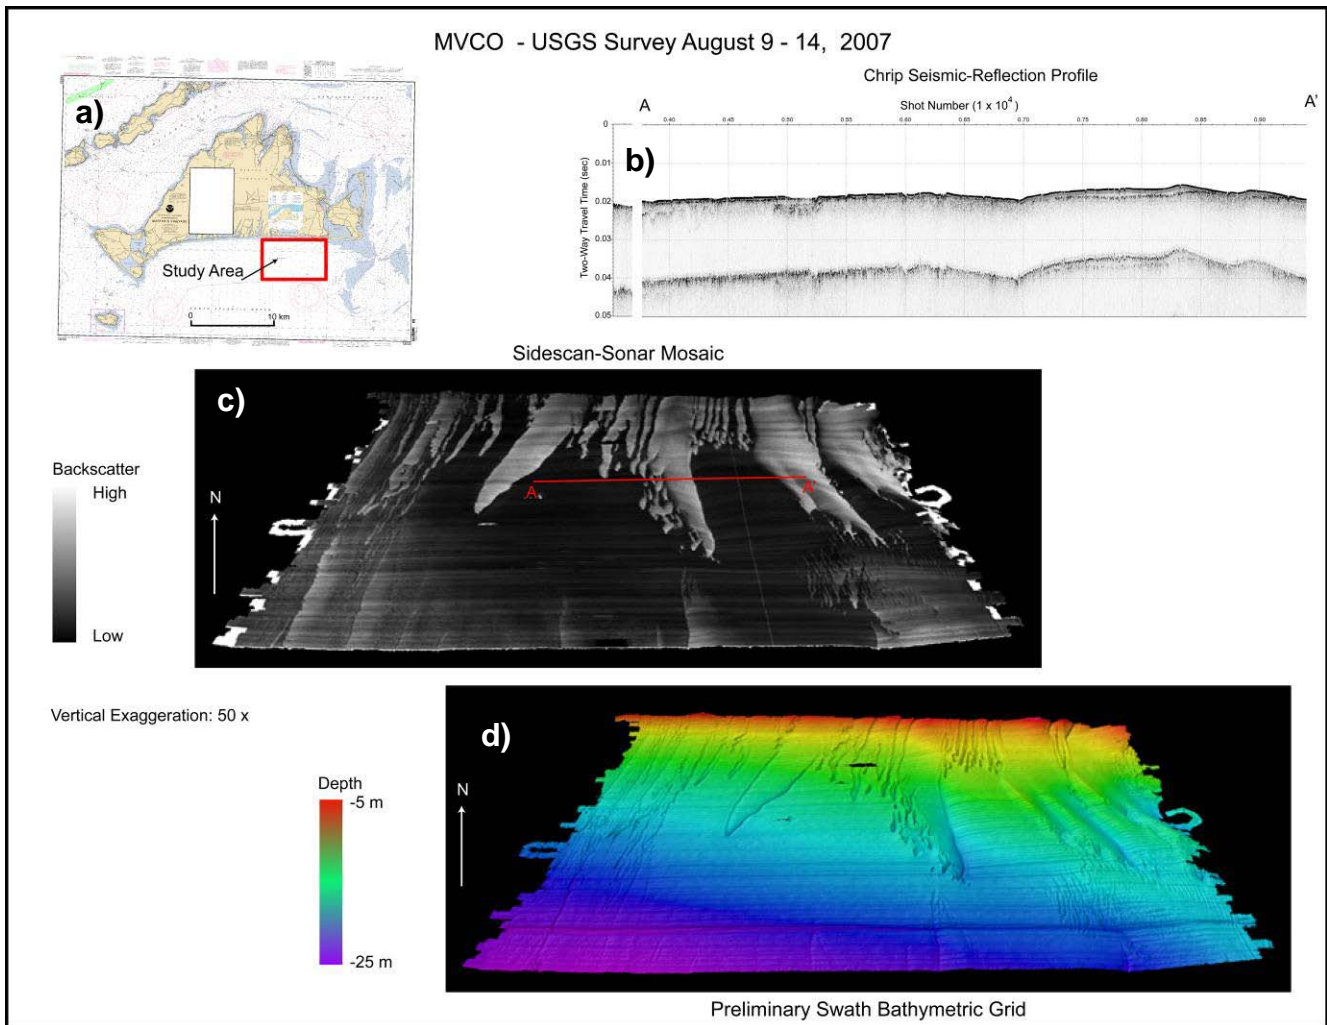 MVCO - USGS Survey August 9 - 14, 2007
a)
Study Area
0
10 km
Chrip Seismic-Reflection Profile
A
Shot Number (1 x 10⁴)
A'
0.40
0.45
0.50
0.55
0.60
0.65
0.70
0.75
0.80
0.85
0.90
b)
Two-Way Travel Time (sec)
0
0.01
0.02
0.03
0.04
0.05
Sidescan-Sonar Mosaic
c)
Backscatter
High
Low
N
A
A'
Vertical Exaggeration: 50 x
d)
Depth
-5 m
-25 m
N
Preliminary Swath Bathymetric Grid